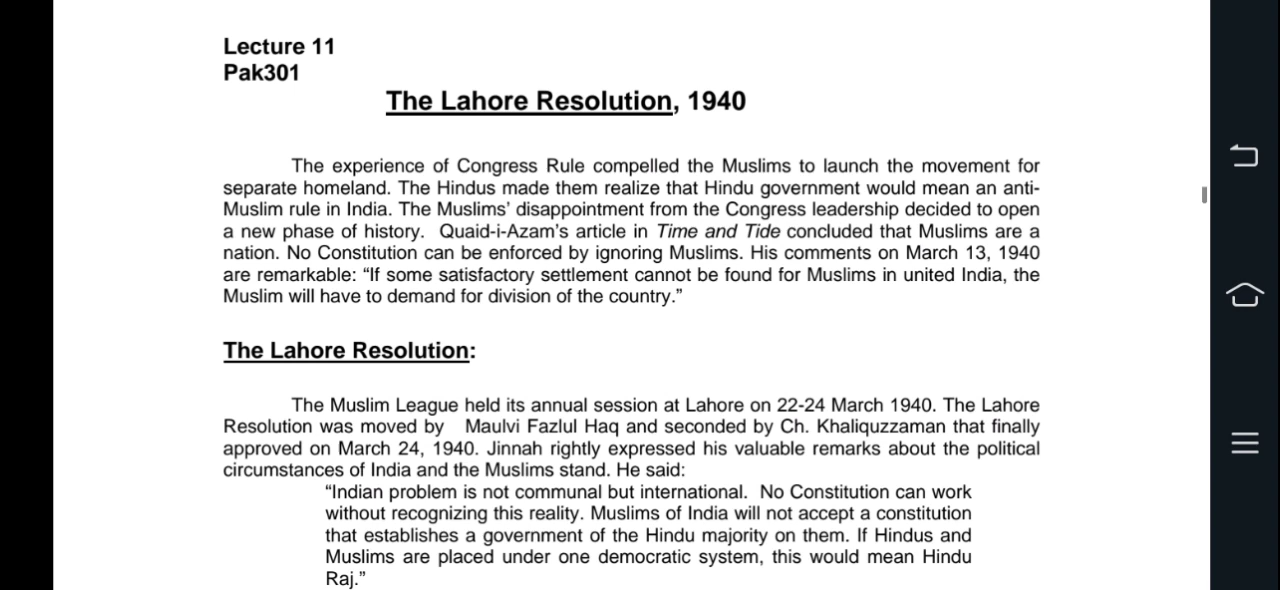 Lecture 11
Pak301
The Lahore Resolution, 1940
The experience of Congress Rule compelled the Muslims to launch the movement for
separate homeland. The Hindus made them realize that Hindu government would mean an anti-
Muslim rule in India. The Muslims’ disappointment from the Congress leadership decided to open
a new phase of history.  Quaid-i-Azam’s article in Time and Tide concluded that Muslims are a
nation. No Constitution can be enforced by ignoring Muslims. His comments on March 13, 1940
are remarkable: “If some satisfactory settlement cannot be found for Muslims in united India, the
Muslim will have to demand for division of the country.”
The Lahore Resolution:
The Muslim League held its annual session at Lahore on 22-24 March 1940. The Lahore
Resolution was moved by   Maulvi Fazlul Haq and seconded by Ch. Khaliquzzaman that finally
approved on March 24, 1940. Jinnah rightly expressed his valuable remarks about the political
circumstances of India and the Muslims stand. He said:
“Indian problem is not communal but international.  No Constitution can work
without recognizing this reality. Muslims of India will not accept a constitution
that establishes a government of the Hindu majority on them. If Hindus and
Muslims are placed under one democratic system, this would mean Hindu
Raj.”